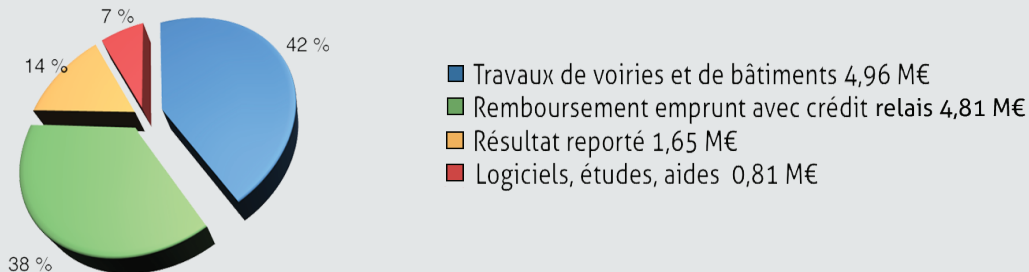 7 %
42 %
14 %
38 %
Travaux de voiries et de bâtiments 4,96 M€
Remboursement emprunt avec crédit relais 4,81 M€
Résultat reporté 1,65 M€
Logiciels, études, aides 0,81 M€